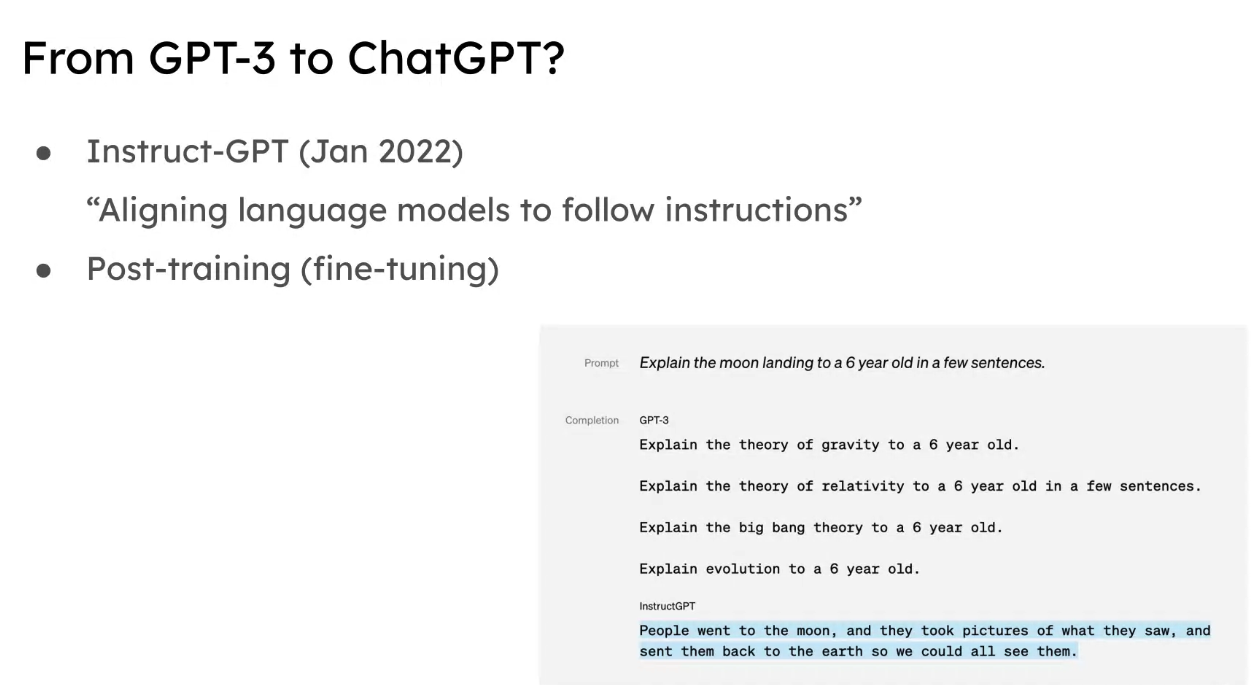 From GPT-3 to ChatGPT?
● Instruct-GPT (Jan 2022)
“Aligning language models to follow instructions”
● Post-training (fine-tuning)
Prompt Explain the moon landing to a 6 year old in a few sentences.
Completion GPT-3
Explain the theory of gravity to a 6 year old.
Explain the theory of relativity to a 6 year old in a few sentences.
Explain the big bang theory to a 6 year old.
Explain evolution to a 6 year old.
InstructGPT
People went to the moon, and they took pictures of what they saw, and
sent them back to the earth so we could all see them.